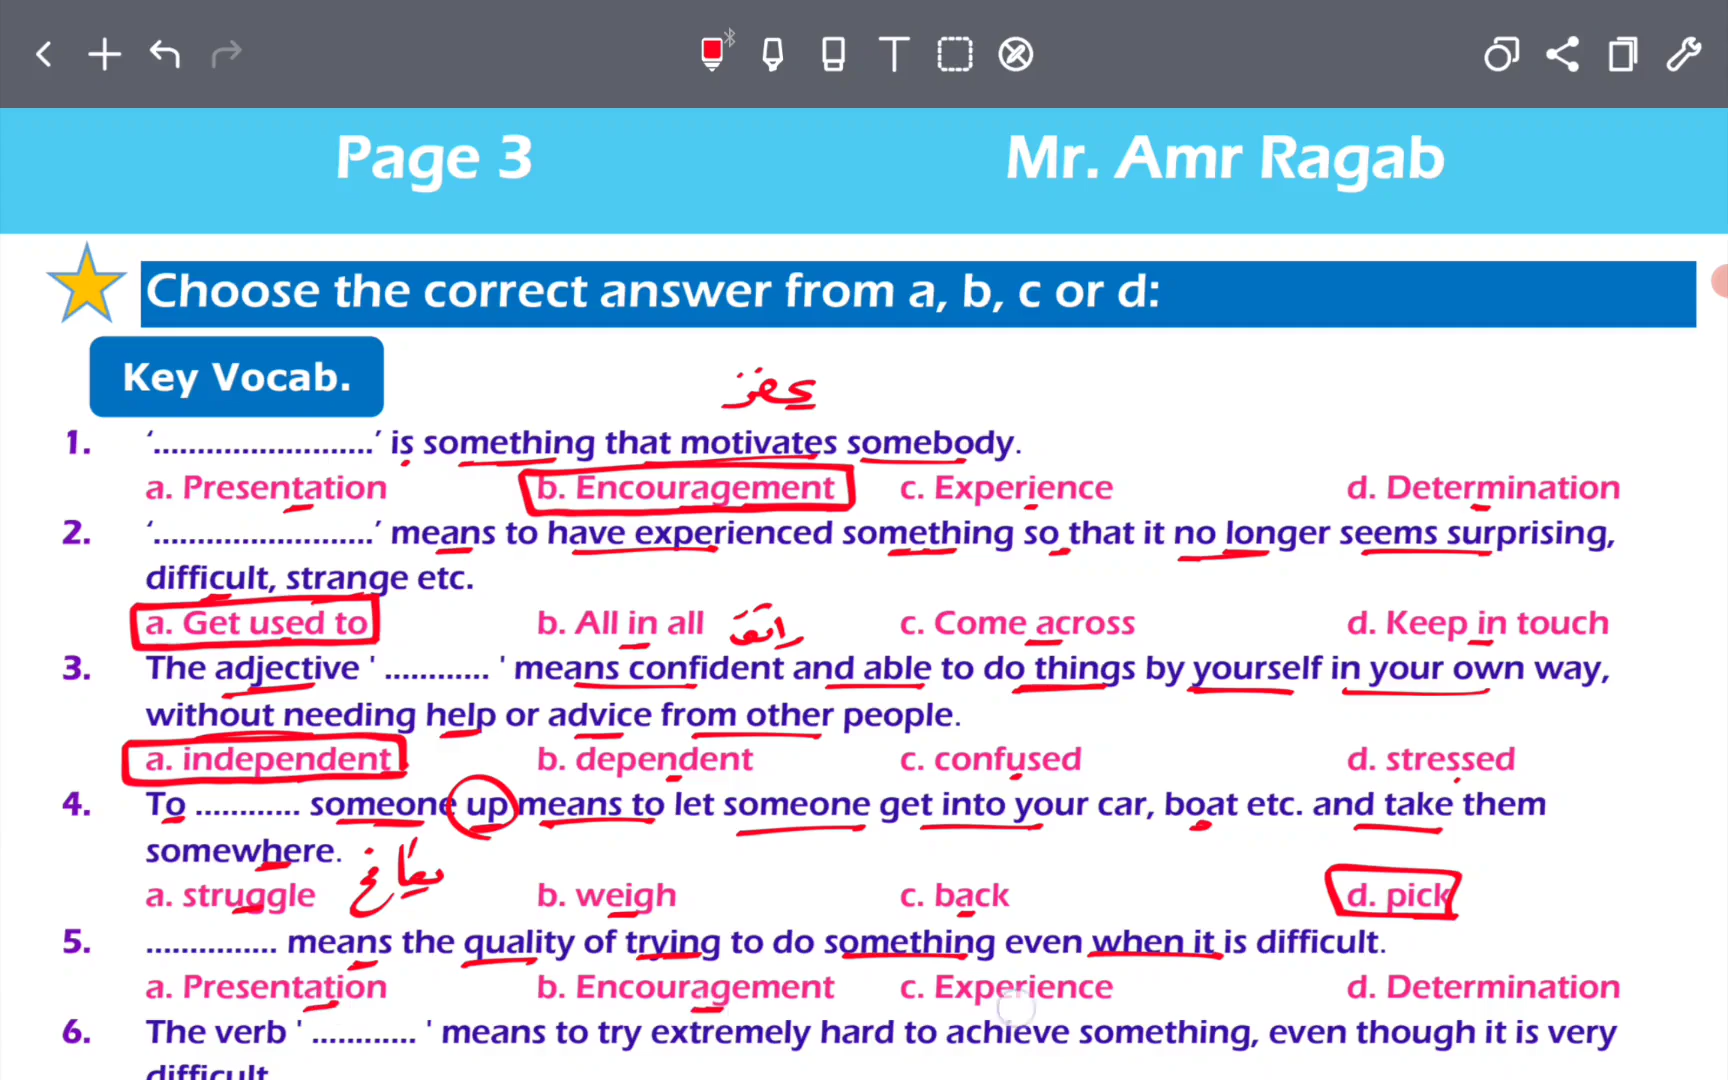 Page 3 Mr. Amr Ragab
Choose the correct answer from a, b, c or d:
Key Vocab.
يحفز
1. ‘........................’ is something that motivates somebody.
a. Presentation b. Encouragement c. Experience d. Determination
2. ‘........................’ means to have experienced something so that it no longer seems surprising,
difficult, strange etc.
a. Get used to b. All in all c. Come across d. Keep in touch
3. The adjective ' ............ ' means confident and able to do things by yourself in your own way,
without needing help or advice from other people.
a. independent b. dependent c. confused d. stressed
4. To ............ someone up means to let someone get into your car, boat etc. and take them
somewhere.
a. struggle b. weigh c. back d. pick
5. ............... means the quality of trying to do something even when it is difficult.
a. Presentation b. Encouragement c. Experience d. Determination
6. The verb ' ............ ' means to try extremely hard to achieve something, even though it is very
difficult